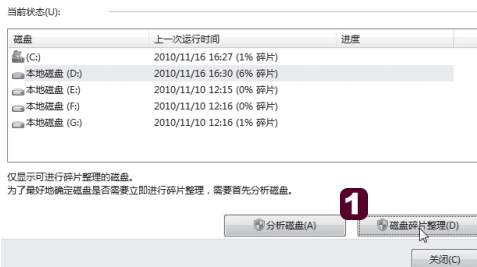 当前状态(U):
磁盘 上一次运行时间 进度
(C:) 2010/11/16 16:27 (1% 碎片)
本地磁盘 (D:) 2010/11/16 16:30 (6% 碎片)
本地磁盘 (E:) 2010/11/10 12:15 (0% 碎片)
本地磁盘 (F:) 2010/11/10 12:16 (0% 碎片)
本地磁盘 (G:) 2010/11/10 12:16 (1% 碎片)
仅显示可进行碎片整理的磁盘。
为了最好地确定磁盘是否需要立即进行碎片整理，需要首先分析磁盘。
1
分析磁盘(A) 磁盘碎片整理(D)
关闭(C)